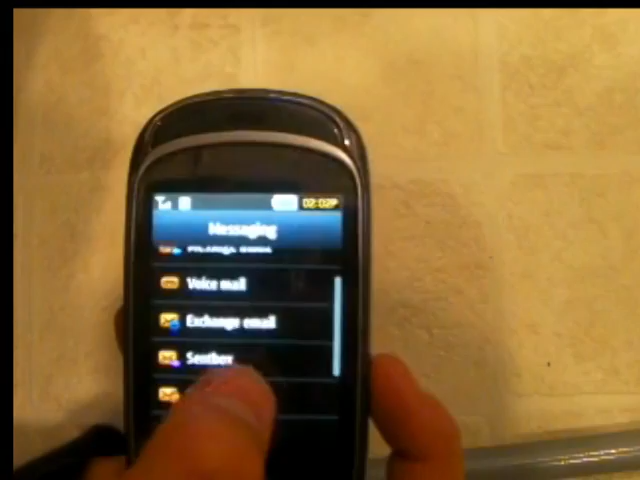 02:02P
Messaging
Voice mail
Exchange email
Sentbox